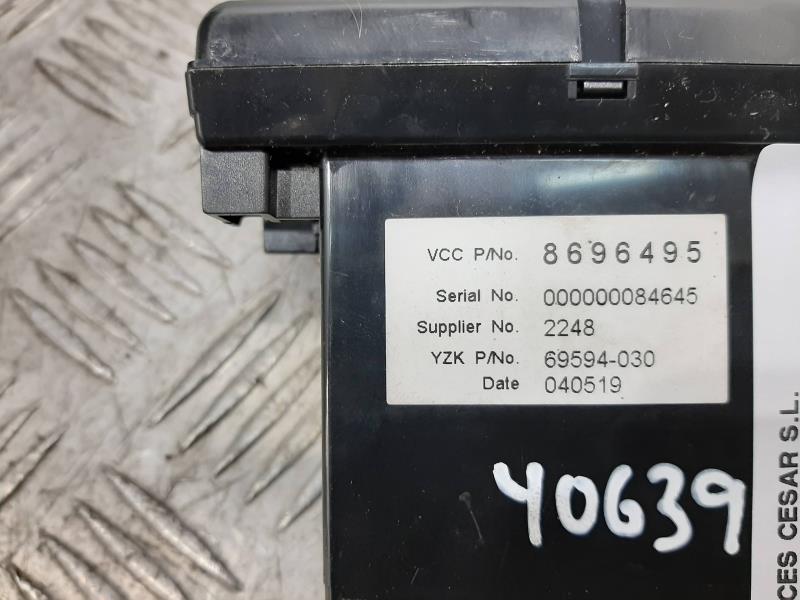 VCC P/No. 8696495
Serial No. 000000084645
Supplier No. 2248
YZK P/No. 69594-030
Date 040519
40639
CES CESAR S.L.